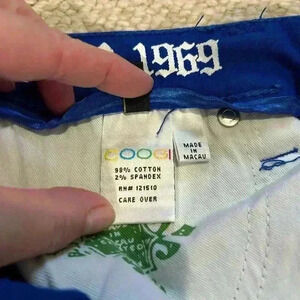 1969
COOGI
98% COTTON
2% SPANDEX
RN# 121510
CARE OVER
MADE
IN
MACAU